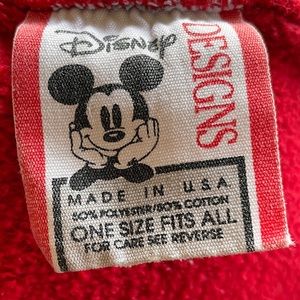 Disney
DESIGNS
MADE IN U.S.A
50% POLYESTER/50% COTTON
ONE SIZE FITS ALL
FOR CARE SEE REVERSE